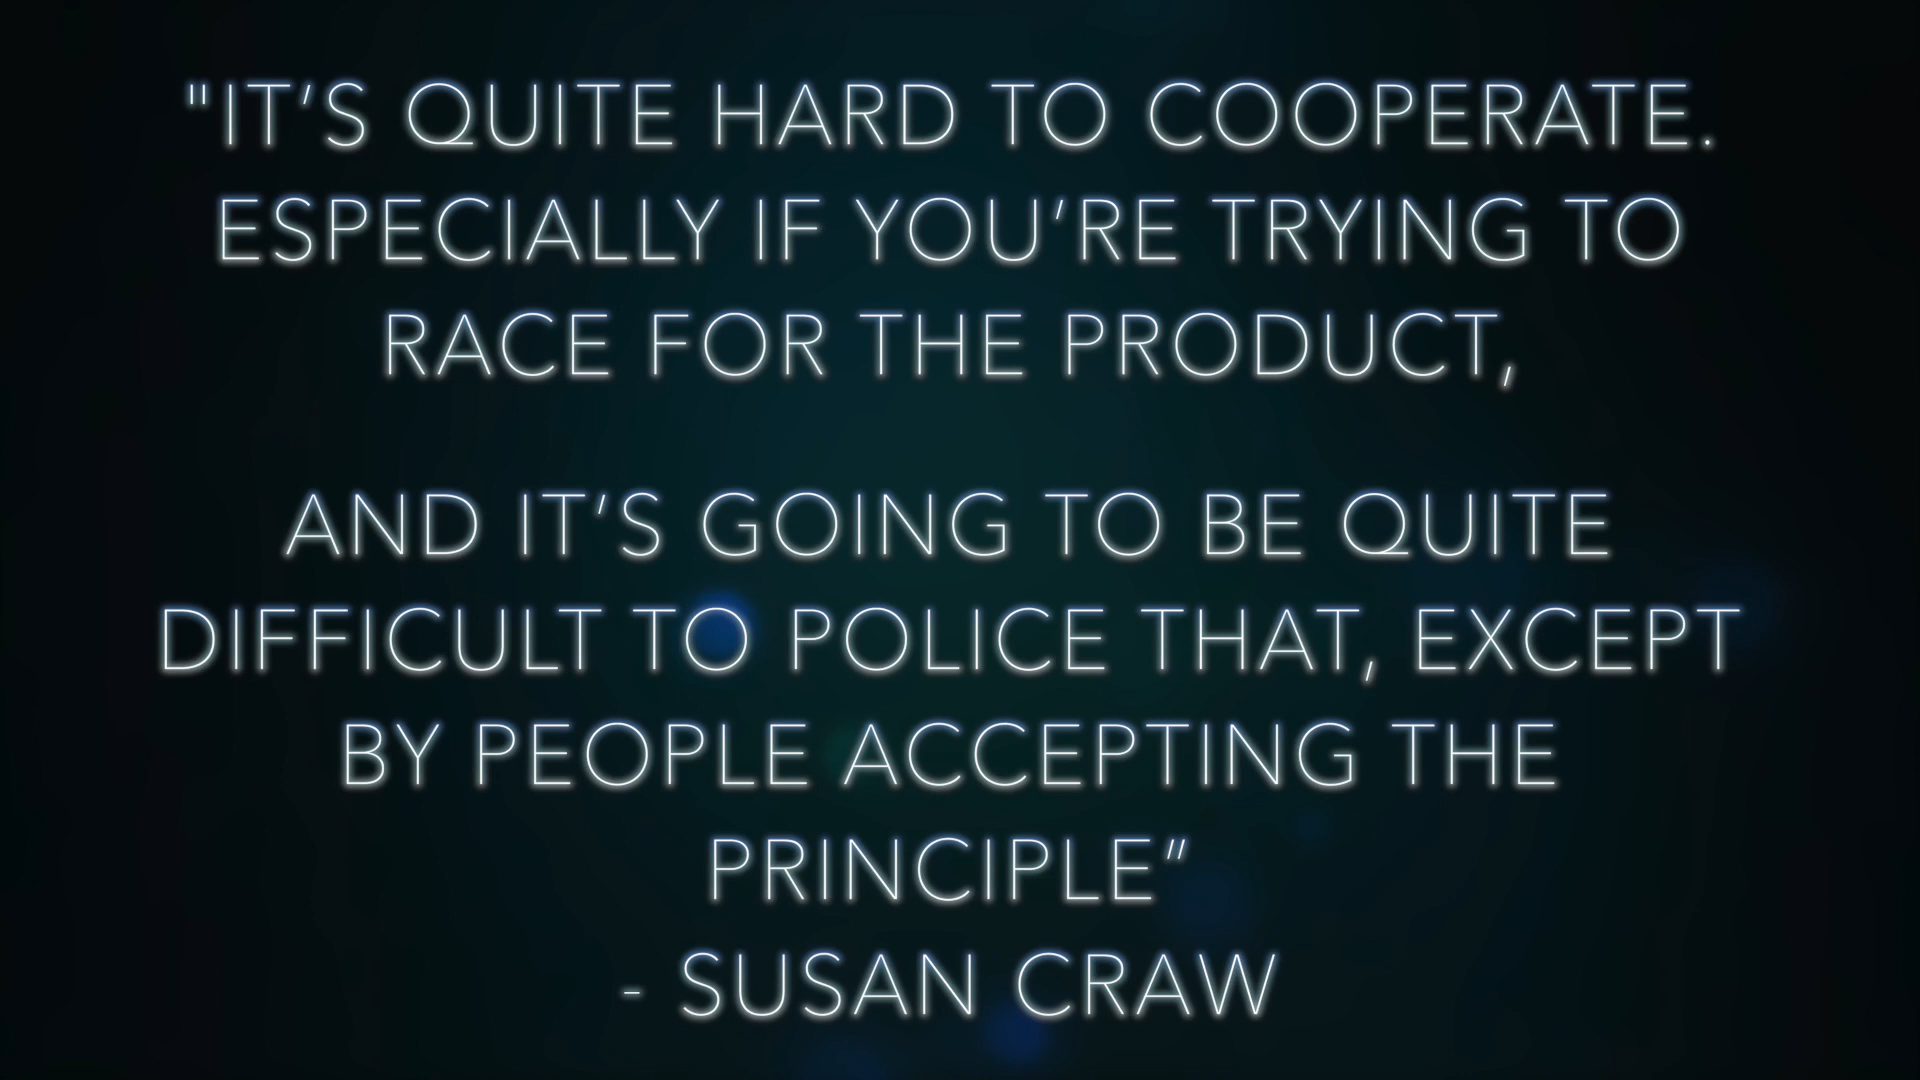 "IT’S QUITE HARD TO COOPERATE.
ESPECIALLY IF YOU’RE TRYING TO
RACE FOR THE PRODUCT,
AND IT’S GOING TO BE QUITE
DIFFICULT TO POLICE THAT, EXCEPT
BY PEOPLE ACCEPTING THE
PRINCIPLE”
- SUSAN CRAW